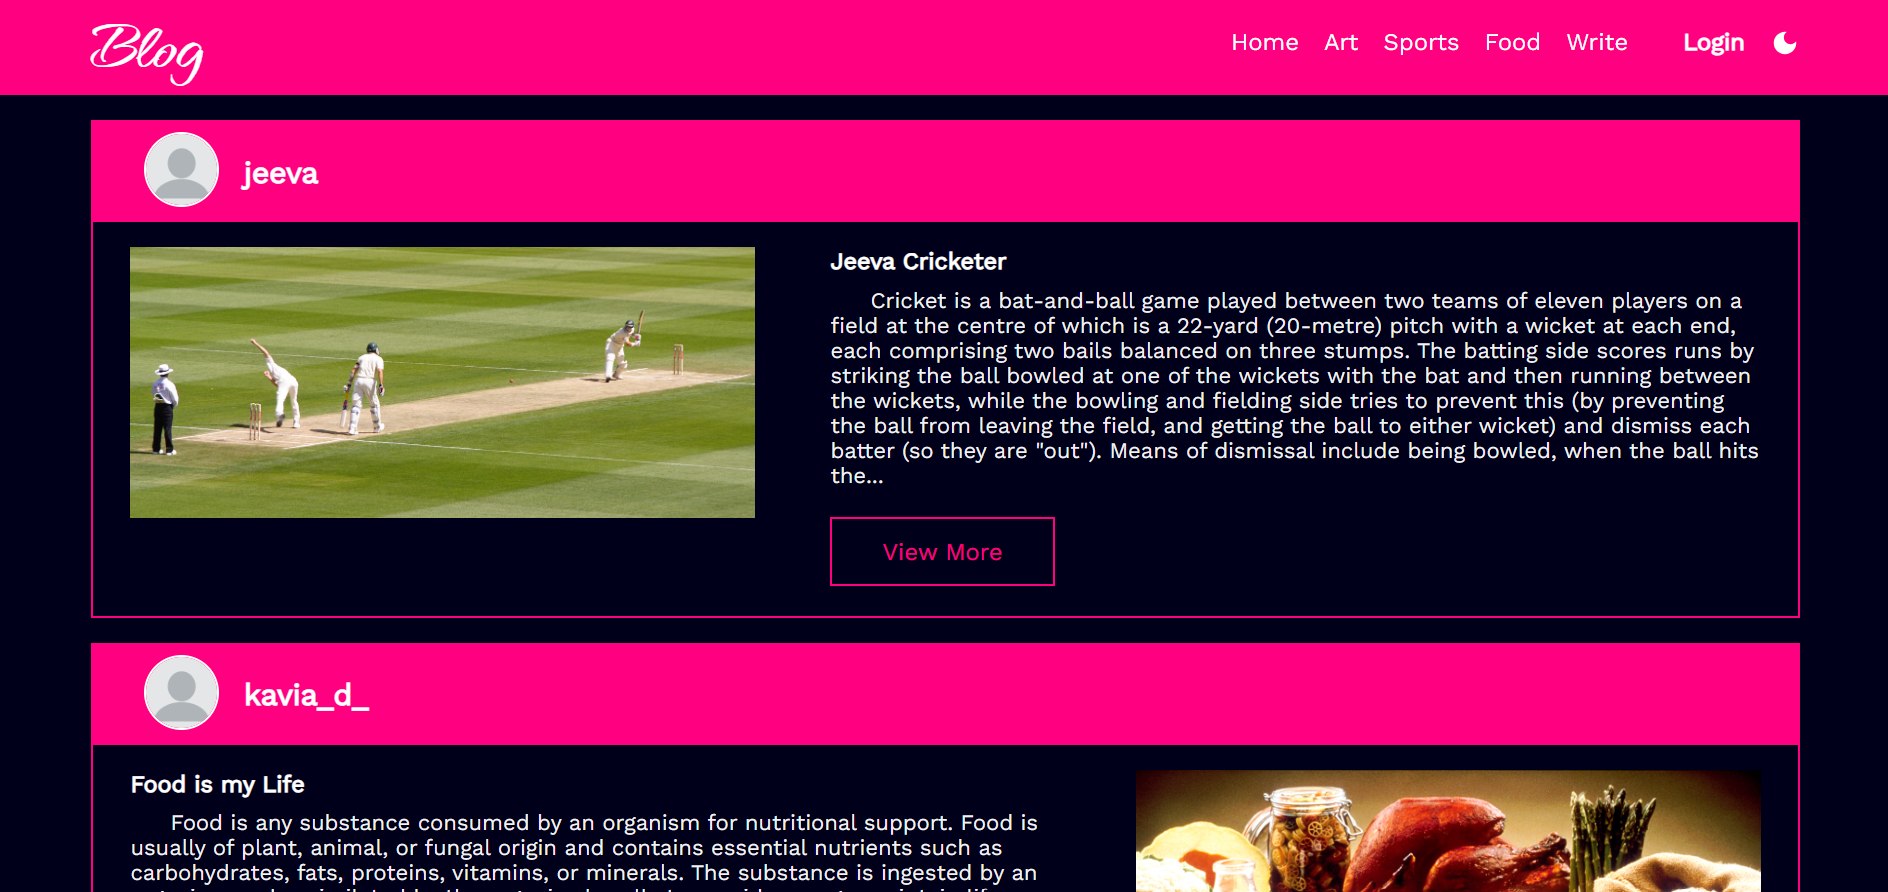 Blog
Home Art Sports Food Write Login
jeeva
Jeeva Cricketer
Cricket is a bat-and-ball game played between two teams of eleven players on a
field at the centre of which is a 22-yard (20-metre) pitch with a wicket at each end,
each comprising two bails balanced on three stumps. The batting side scores runs by
striking the ball bowled at one of the wickets with the bat and then running between
the wickets, while the bowling and fielding side tries to prevent this (by preventing
the ball from leaving the field, and getting the ball to either wicket) and dismiss each
batter (so they are "out"). Means of dismissal include being bowled, when the ball hits
the...
View More
kavia_d_
Food is my Life
Food is any substance consumed by an organism for nutritional support. Food is
usually of plant, animal, or fungal origin and contains essential nutrients such as
carbohydrates, fats, proteins, vitamins, or minerals. The substance is ingested by an